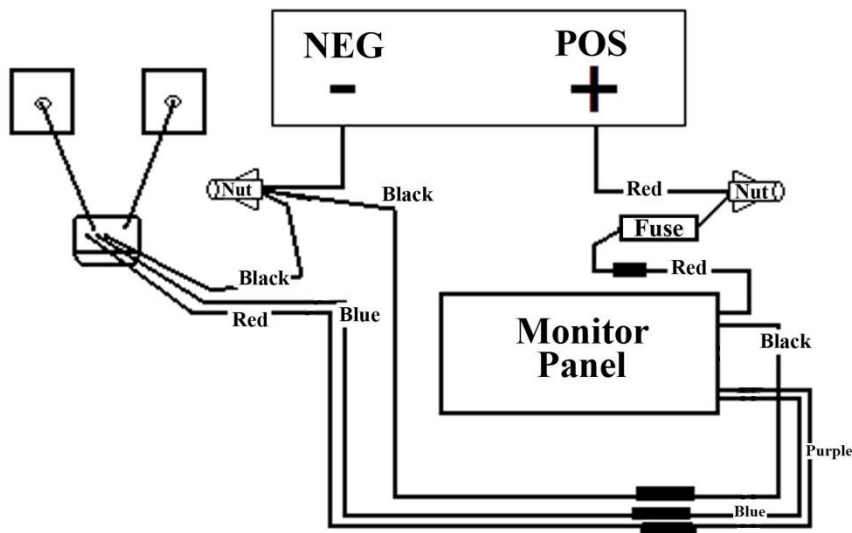 NEG
POS
-
+
Nut
Black
Red
Nut
Fuse
Black
Red
Red
Blue
Monitor
Panel
Black
Purple
Blue